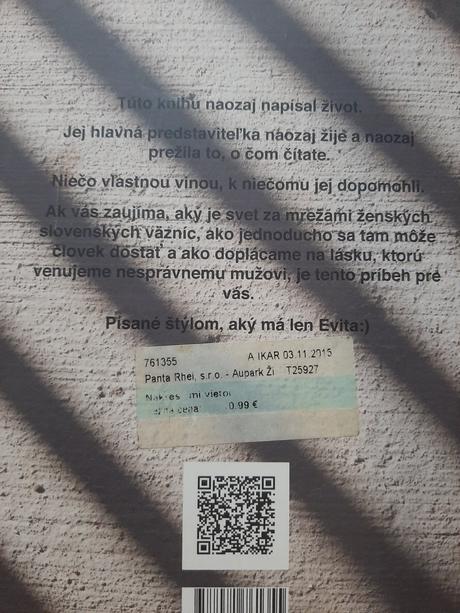 Túto knihu naozaj napísal život.
Jej hlavná predstaviteľka naozaj žije a naozaj
prežila to, o čom čítate.
Niečo vlastnou vinou, k niečomu jej dopomohli.
Ak vás zaujíma, aký je svet za mrežami ženských
slovenských väzníc, ako jednoducho sa tam môže
človek dostať a ako doplácame na lásku, ktorú
venujeme nesprávnemu mužovi, je tento príbeh pre
vás.
Písané štýlom, aký má len Evita:)
761355 A IKAR 03.11.2015
Panta Rhei, s.r.o. - Aupark Ži T25927
mi
cena
0.99 €